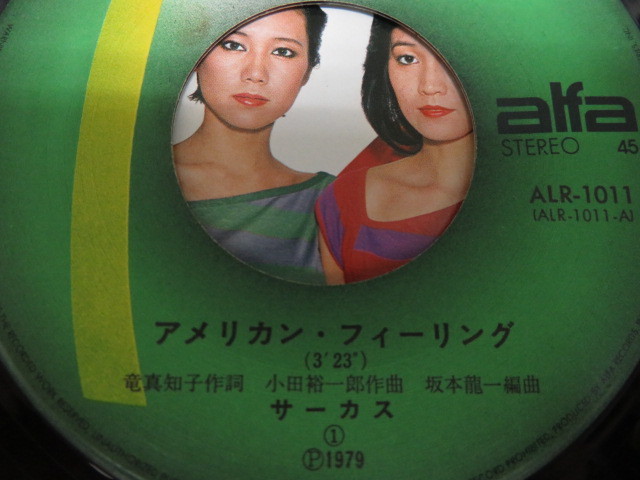 alfa
STEREO 45
ALR-1011
(ALR-1011-A)
アメリカン・フィーリング
(3′23″)
竜真知子作詞 小田裕一郎作曲 坂本龍一編曲
サーカス
①
Ⓟ1979